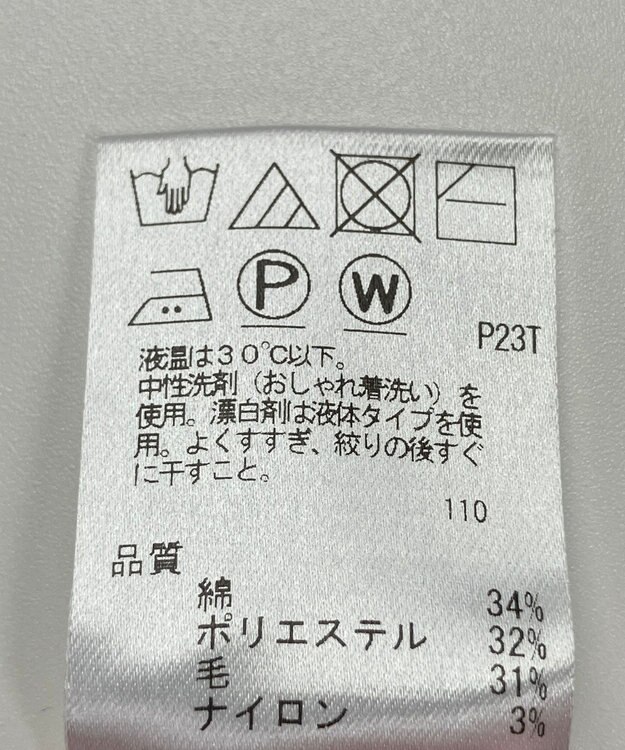 P W
P23T
液温は30℃以下。
中性洗剤（おしゃれ着洗い）を
使用。漂白剤は液体タイプを使
用。よくすすぎ、絞りの後すぐ
に干すこと。
110
品質
綿 34%
ポリエステル 32%
毛 31%
ナイロン 3%